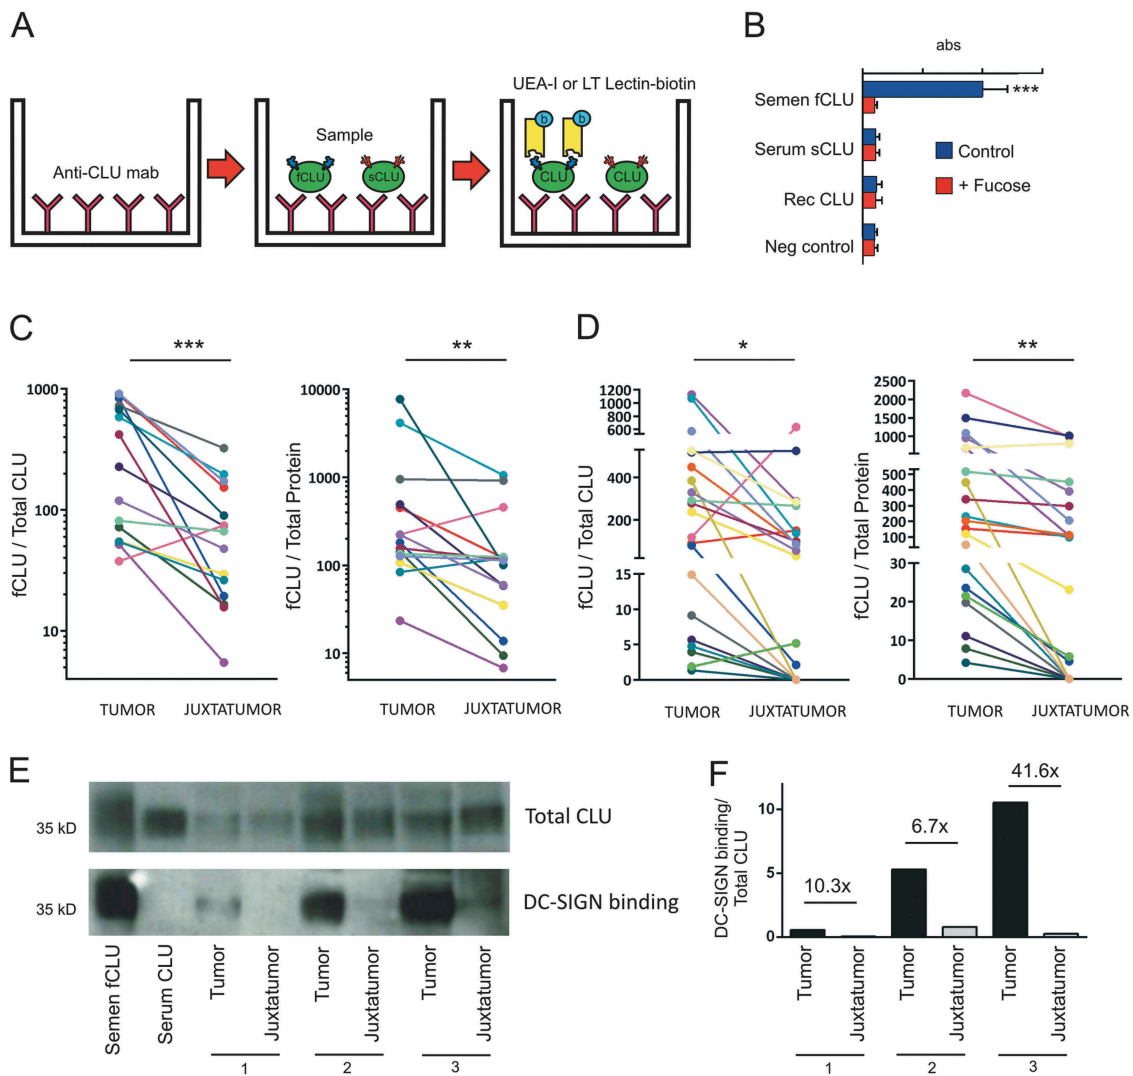 A
UEA-I or LT Lectin-biotin
Sample
Anti-CLU mab
b b
fCLU sCLU
CLU CLU
B
abs
Semen fCLU
***
Serum sCLU
Rec CLU
Neg control
Control
+ Fucose
C
***
fCLU / Total CLU
1000
100
10
TUMOR JUXTATUMOR
**
fCLU / Total Protein
10000
1000
100
10
TUMOR JUXTATUMOR
D
*
fCLU / Total CLU
1200
1000
800
600
400
200
15
10
5
0
TUMOR JUXTATUMOR
**
fCLU / Total Protein
2500
2000
1500
1000
500
400
300
200
100
30
20
10
0
TUMOR JUXTATUMOR
E
35 kD
Total CLU
35 kD
DC-SIGN binding
Semen fCLU
Serum CLU
Tumor
Juxtatumor
Tumor
Juxtatumor
Tumor
Juxtatumor
1 2 3
F
DC-SIGN binding/
Total CLU
10
5
0
10.3x
6.7x
41.6x
Tumor
Juxtatumor
Tumor
Juxtatumor
Tumor
Juxtatumor
1 2 3